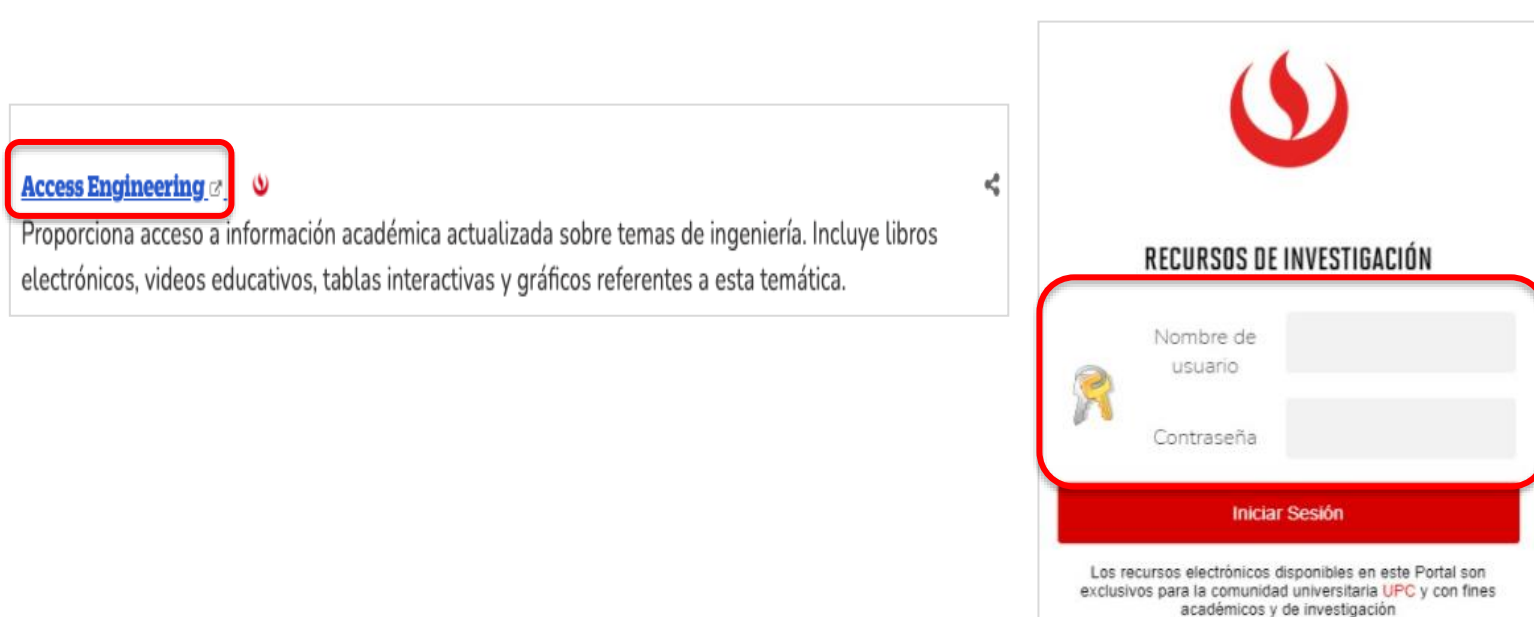 Access Engineering
Proporciona acceso a información académica actualizada sobre temas de ingeniería. Incluye libros
electrónicos, videos educativos, tablas interactivas y gráficos referentes a esta temática.
RECURSOS DE INVESTIGACIÓN
Nombre de
usuario
Contraseña
Iniciar Sesión
Los recursos electrónicos disponibles en este Portal son
exclusivos para la comunidad universitaria UPC y con fines
académicos y de investigación